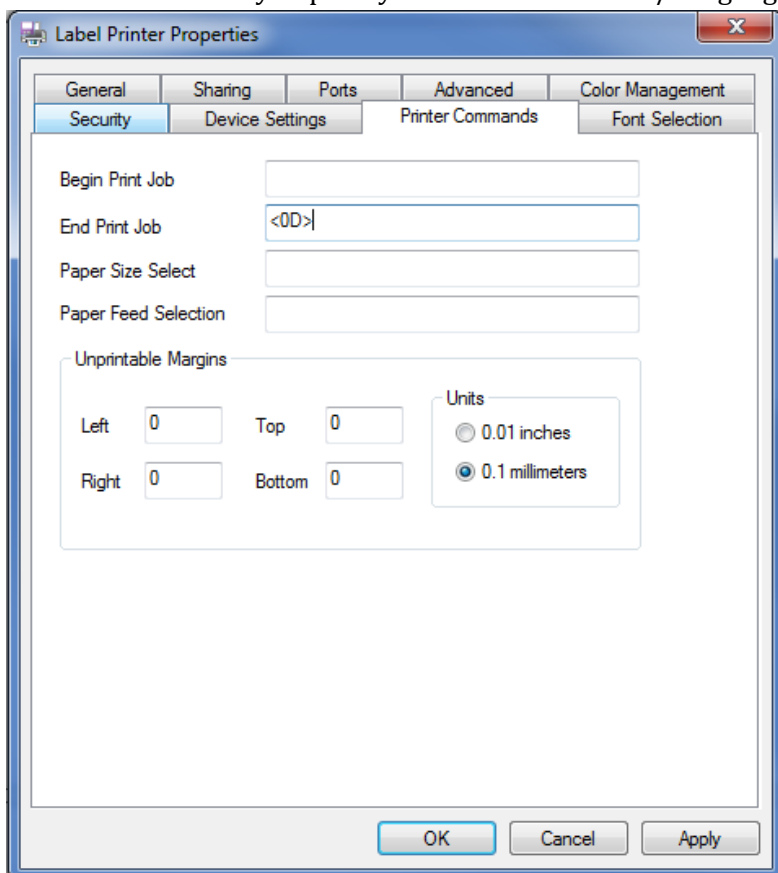 Label Printer Properties
General Sharing Ports Advanced Color Management
Security Device Settings Printer Commands Font Selection
Begin Print Job
End Print Job <0D>
Paper Size Select
Paper Feed Selection
Unprintable Margins
Units
Left 0 Top 0 0.01 inches
Right 0 Bottom 0 0.1 millimeters
OK Cancel Apply